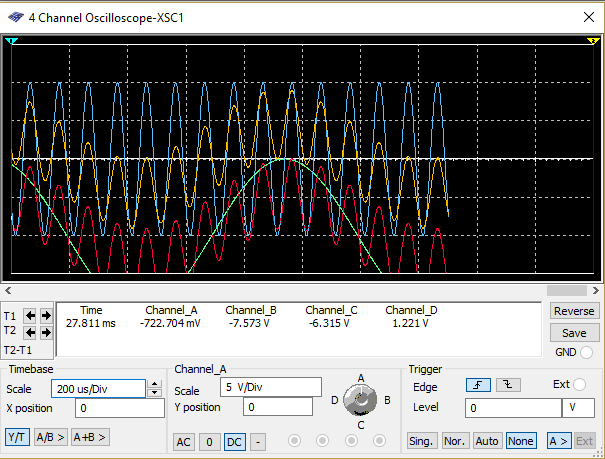 4 Channel Oscilloscope-XSC1
1
2
T1
T2
T2-T1
Time Channel_A Channel_B Channel_C Channel_D
27.811 ms -722.704 mV -7.573 V -6.315 V 1.221 V
Reverse
Save
GND
Timebase
Scale 200 us/Div
X position 0
Y/T A/B > A+B >
Channel_A
Scale 5 V/Div
Y position 0
AC 0 DC -
A
D B
C
Trigger
Edge Ext
Level 0 V
Sing. Nor. Auto None A > Ext